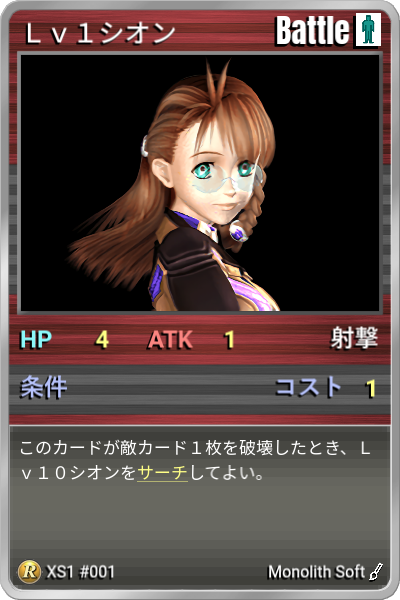 Ｌｖ１シオン Battle
HP 4 ATK 1 射撃
条件 コスト 1
このカードが敵カード１枚を破壊したとき、Ｌ
ｖ１０シオンをサーチしてよい。
R XS1 #001 Monolith Soft